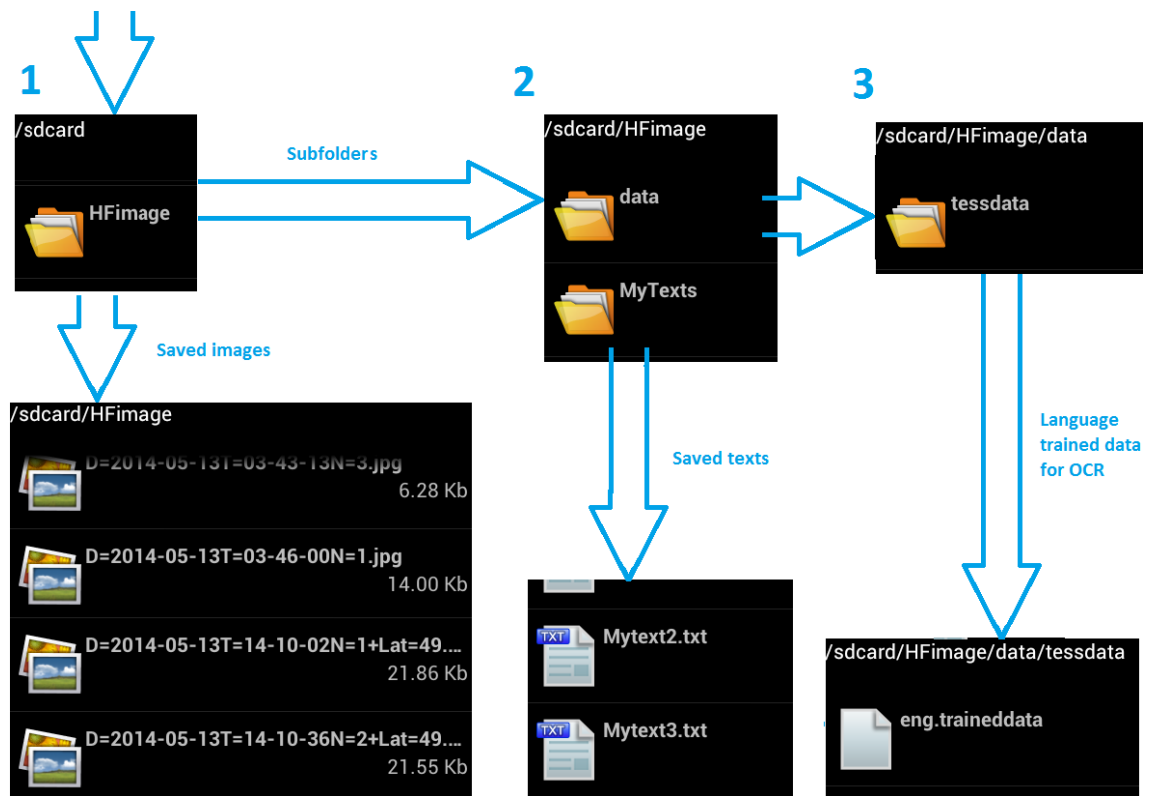 1
/sdcard
HFimage
Subfolders
2
/sdcard/HFimage
data
MyTexts
3
/sdcard/HFimage/data
tessdata
Saved images
/sdcard/HFimage
D=2014-05-13T=03-43-13N=3.jpg
6.28 Kb
D=2014-05-13T=03-46-00N=1.jpg
14.00 Kb
D=2014-05-13T=14-10-02N=1+Lat=49....
21.86 Kb
D=2014-05-13T=14-10-36N=2+Lat=49....
21.55 Kb
Saved texts
TXT
Mytext2.txt
TXT
Mytext3.txt
Language
trained data
for OCR
/sdcard/HFimage/data/tessdata
eng.traineddata